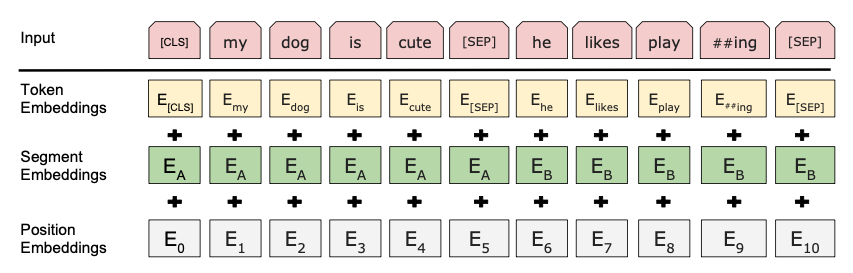 Input [CLS] my dog is cute [SEP] he likes play ##ing [SEP]
Token Embeddings E[CLS] Emy Edog Eis Ecute E[SEP] Ehe Elikes Eplay E##ing E[SEP]
+ + + + + + + + + + +
Segment Embeddings EA EA EA EA EA EA EB EB EB EB EB
+ + + + + + + + + + +
Position Embeddings E0 E1 E2 E3 E4 E5 E6 E7 E8 E9 E10